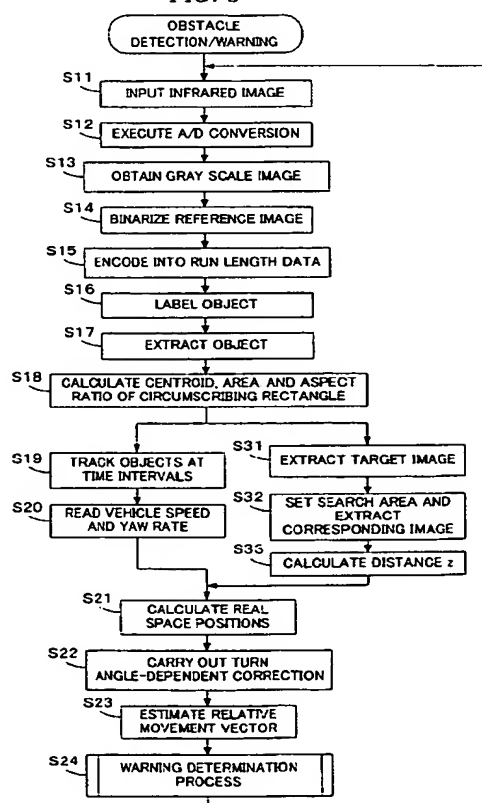 OBSTACLE
DETECTION/WARNING
S11
INPUT INFRARED IMAGE
S12
EXECUTE A/D CONVERSION
S13
OBTAIN GRAY SCALE IMAGE
S14
BINARIZE REFERENCE IMAGE
S15
ENCODE INTO RUN LENGTH DATA
S16
LABEL OBJECT
S17
EXTRACT OBJECT
S18
CALCULATE CENTROID, AREA AND ASPECT
RATIO OF CIRCUMSCRIBING RECTANGLE
S19
TRACK OBJECTS AT
TIME INTERVALS
S20
READ VEHICLE SPEED
AND YAW RATE
S31
EXTRACT TARGET IMAGE
S32
SET SEARCH AREA AND
EXTRACT
CORRESPONDING IMAGE
S33
CALCULATE DISTANCE z
S21
CALCULATE REAL
SPACE POSITIONS
S22
CARRY OUT TURN
ANGLE-DEPENDENT CORRECTION
S23
ESTIMATE RELATIVE
MOVEMENT VECTOR
S24
WARNING DETERMINATION
PROCESS